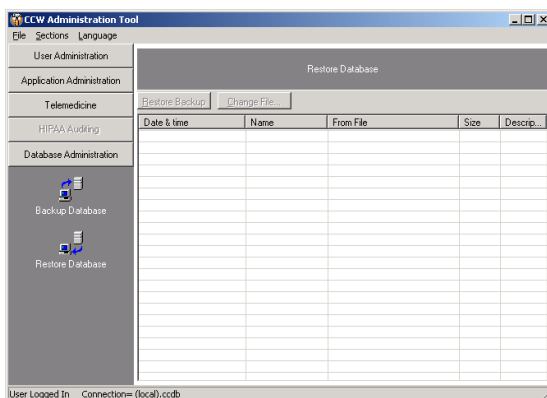 CCW Administration Tool
File Sections Language
User Administration
Application Administration
Telemedicine
HIPAA Auditing
Database Administration
Backup Database
Restore Database
Restore Database
Restore Backup Change File...
Date & time Name From File Size Descrip...
User Logged In Connection= (local).ccdb